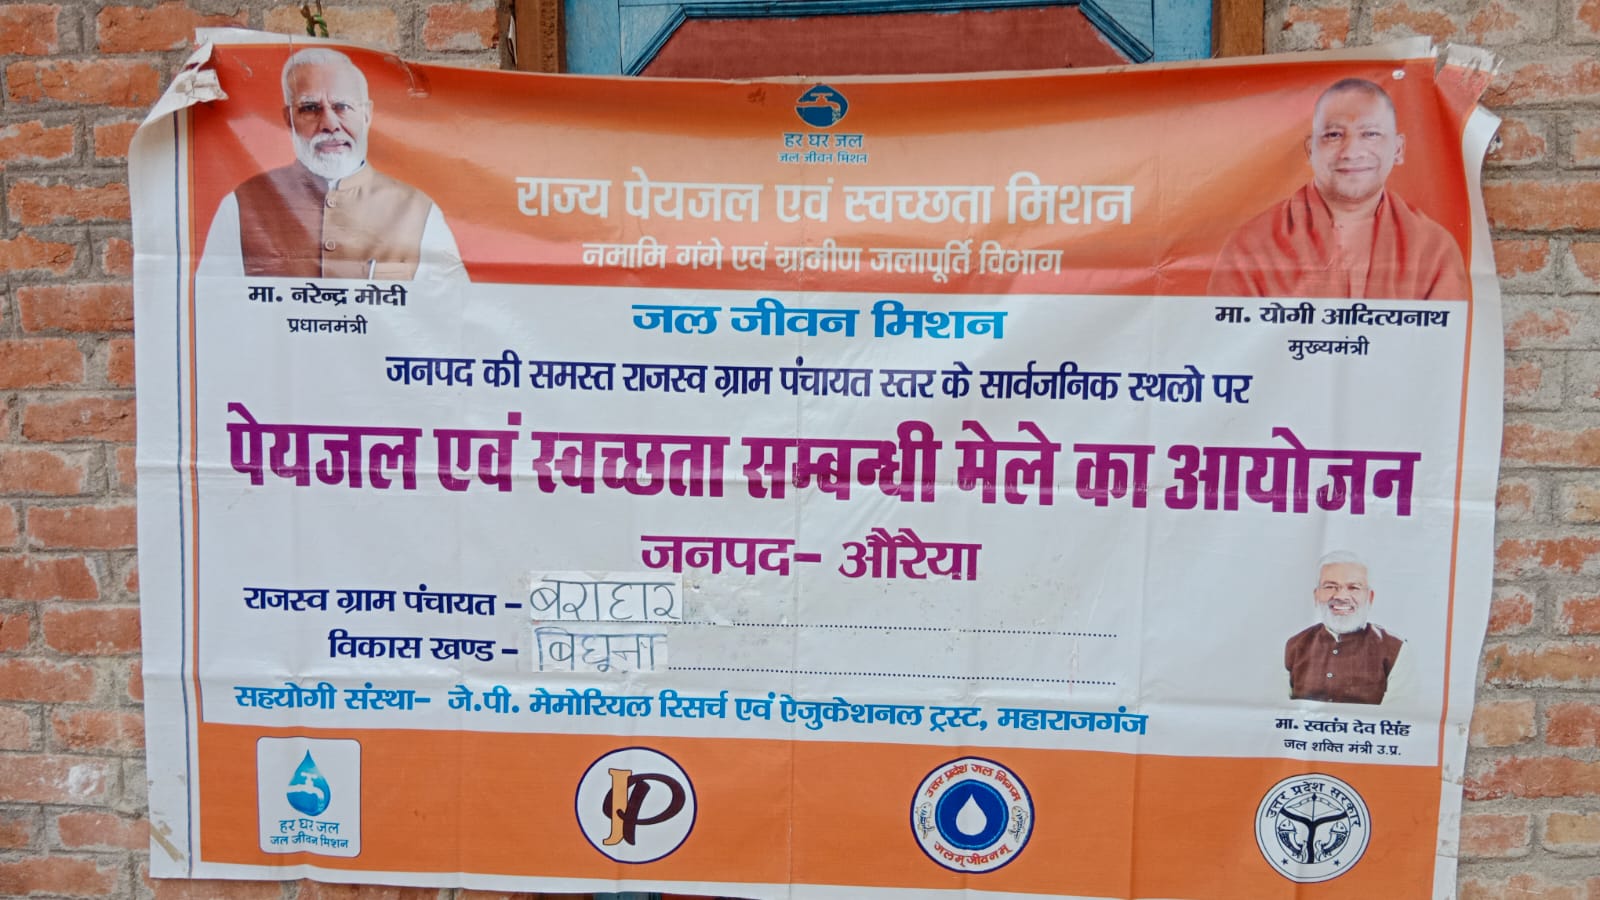 हर घर जल
जल जीवन मिशन
राज्य पेयजल एवं स्वच्छता मिशन
नमामि गंगे एवं ग्रामीण जलापूर्ति विभाग
मा. नरेन्द्र मोदी
प्रधानमंत्री
मा. योगी आदित्यनाथ
मुख्यमंत्री
जल जीवन मिशन
जनपद की समस्त राजस्व ग्राम पंचायत स्तर के सार्वजनिक स्थलो पर
पेयजल एवं स्वच्छता सम्बन्धी मेले का आयोजन
जनपद– औरैया
राजस्व ग्राम पंचायत – बराहार
विकास खण्ड – बिधूना
सहयोगी संस्था– जे.पी. मेमोरियल रिसर्च एवं ऐजुकेशनल ट्रस्ट, महाराजगंज
मा. स्वतंत्र देव सिंह
जल शक्ति मंत्री उ.प्र.
हर घर जल
जल जीवन मिशन
JP
उत्तर प्रदेश जल निगम
जलम् जीवनम्
उत्तर प्रदेश सरकार